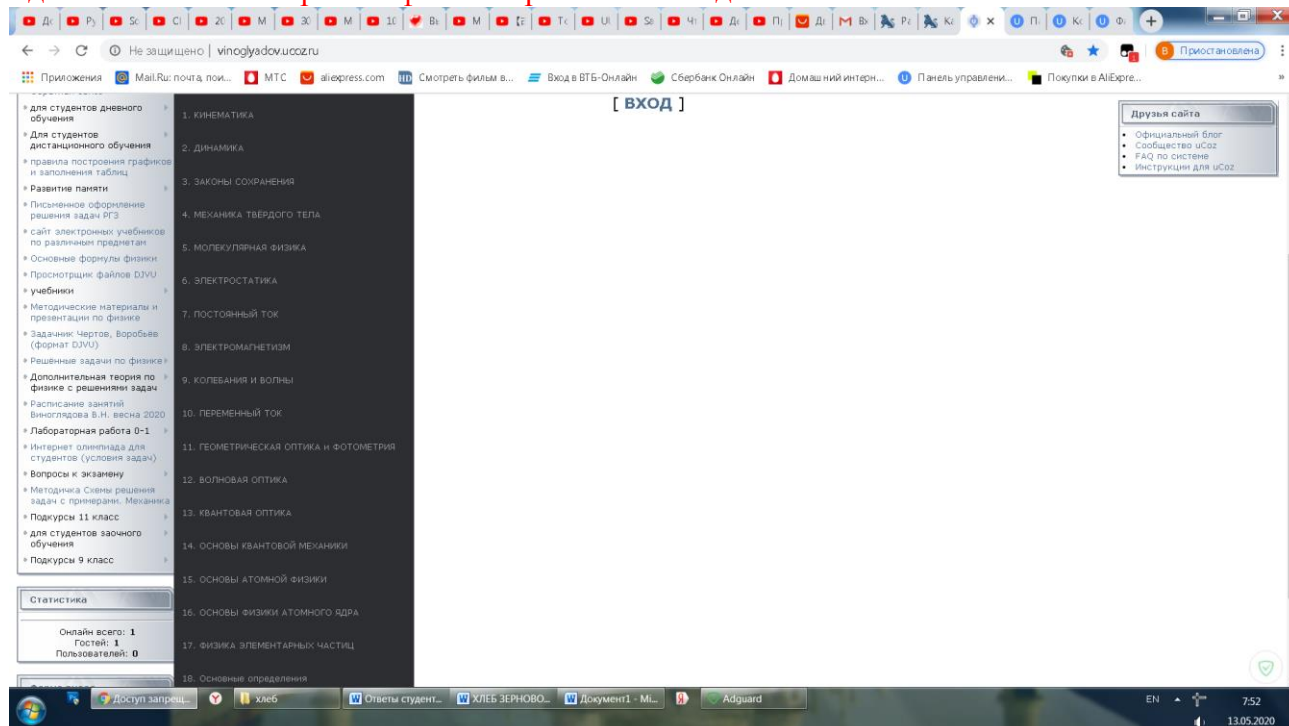 Не защищено | vinoglyadov.ucoz.ru
Приостановлена
Приложения Mail.Ru: почта, пои... МТС aliexpress.com Смотреть фильм в... Вход в ВТБ-Онлайн Сбербанк Онлайн Домашний интерн... Панель управлени... Покупки в AliExpre... »
для студентов дневного
обучения
Для студентов
дистанционного обучения
правила построения графиков
и заполнения таблиц
Развитие памяти
Письменное оформление
решения задач РГЗ
сайт электронных учебников
по различным предметам
Основные формулы физики
Просмотрщик файлов DJVU
учебники
Методические материалы и
презентации по физике
Задачник Чертов, Воробьёв
(формат DJVU)
Решённые задачи по физике
Дополнительная теория по
физике с решениями задач
Расписание занятий
Виноглядова В.Н. весна 2020
Лабораторная работа 0-1
Интернет олимпиада для
студентов (условия задач)
Вопросы к экзамену
Методичка Схемы решения
задач с примерами. Механика
Подкурсы 11 класс
для студентов заочного
обучения
Подкурсы 9 класс
Статистика
Онлайн всего: 1
Гостей: 1
Пользователей: 0
1. КИНЕМАТИКА
2. ДИНАМИКА
3. ЗАКОНЫ СОХРАНЕНИЯ
4. МЕХАНИКА ТВЁРДОГО ТЕЛА
5. МОЛЕКУЛЯРНАЯ ФИЗИКА
6. ЭЛЕКТРОСТАТИКА
7. ПОСТОЯННЫЙ ТОК
8. ЭЛЕКТРОМАГНЕТИЗМ
9. КОЛЕБАНИЯ И ВОЛНЫ
10. ПЕРЕМЕННЫЙ ТОК
11. ГЕОМЕТРИЧЕСКАЯ ОПТИКА и ФОТОМЕТРИЯ
12. ВОЛНОВАЯ ОПТИКА
13. КВАНТОВАЯ ОПТИКА
14. ОСНОВЫ КВАНТОВОЙ МЕХАНИКИ
15. ОСНОВЫ АТОМНОЙ ФИЗИКИ
16. ОСНОВЫ ФИЗИКИ АТОМНОГО ЯДРА
17. ФИЗИКА ЭЛЕМЕНТАРНЫХ ЧАСТИЦ
18. Основные определения
[ ВХОД ]
Друзья сайта
Официальный блог
Сообщество uCoz
FAQ по системе
Инструкции для uCoz
Доступ запрещ... хлеб Ответы студент... ХЛЕБ ЗЕРНОВО... Документ1 - Mi... Adguard EN 7:52
13.05.2020